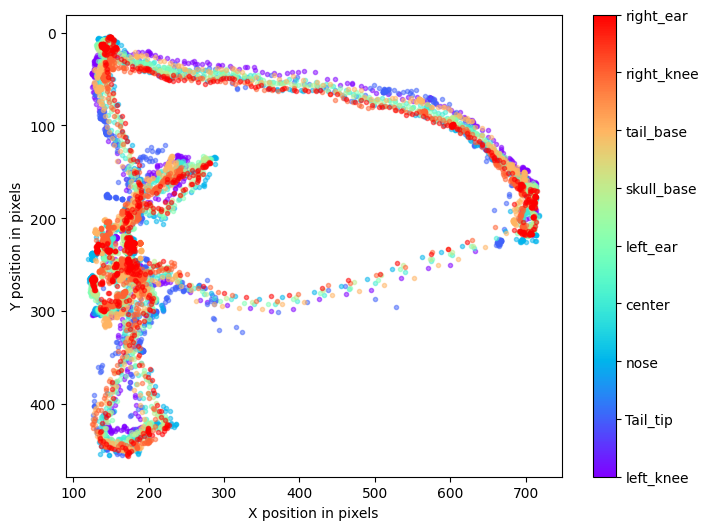 0
100
200
300
400
Y position in pixels
100 200 300 400 500 600 700
X position in pixels
right_ear
right_knee
tail_base
skull_base
left_ear
center
nose
Tail_tip
left_knee